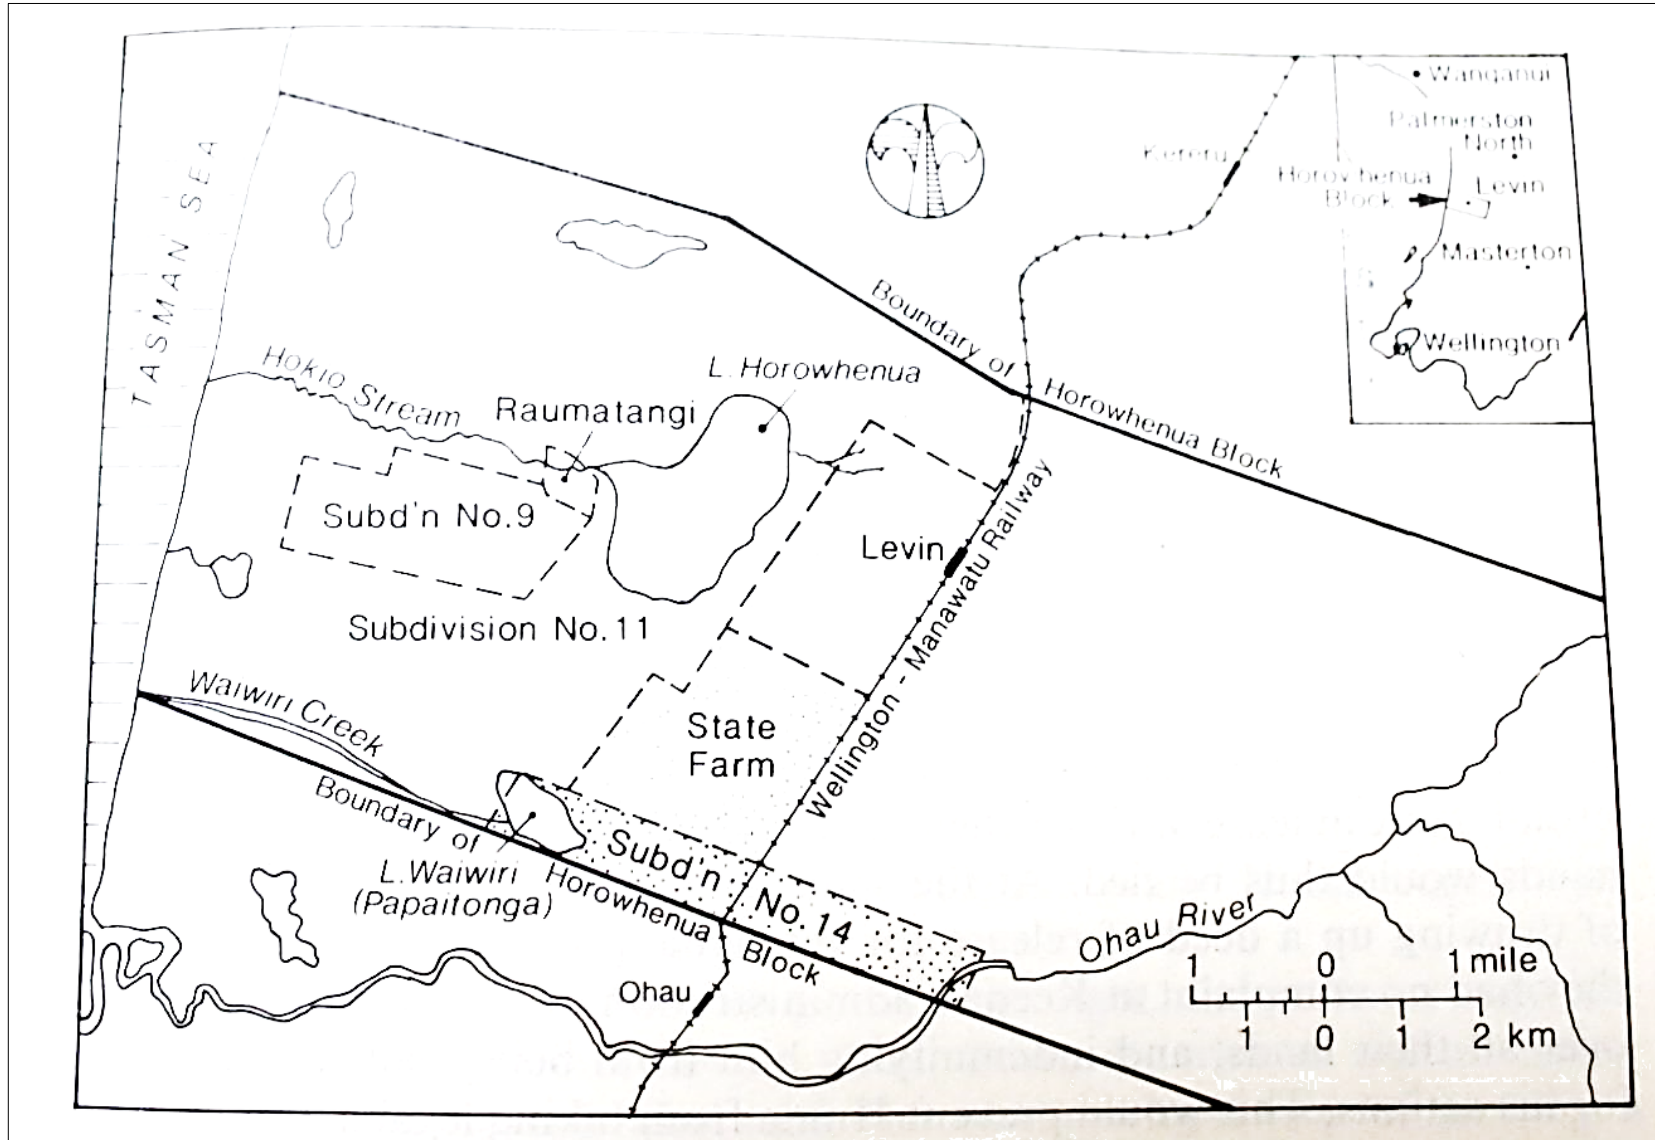 Wanganui
Palmerston
North
Kereru
Horowhenua
Block
Levin
TASMAN SEA
Masterton
Boundary of Horowhenua Block
Wellington
Hokio Stream
L. Horowhenua
Raumatangi
Subd'n No.9
Levin
Wellington - Manawatu Railway
Subdivision No.11
Waiwiri Creek
State
Farm
Boundary of Horowhenua Block
L. Waiwiri
(Papaitonga)
Subd'n No.14
Ohau River
Ohau
1 0 1 mile
1 0 1 2 km